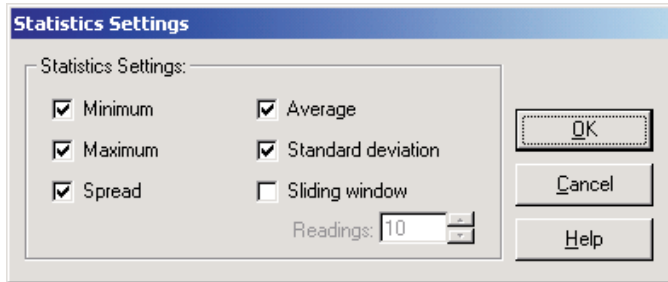 Statistics Settings
Statistics Settings:
Minimum
Average
Maximum
Standard deviation
Spread
Sliding window
Readings: 10
OK
Cancel
Help